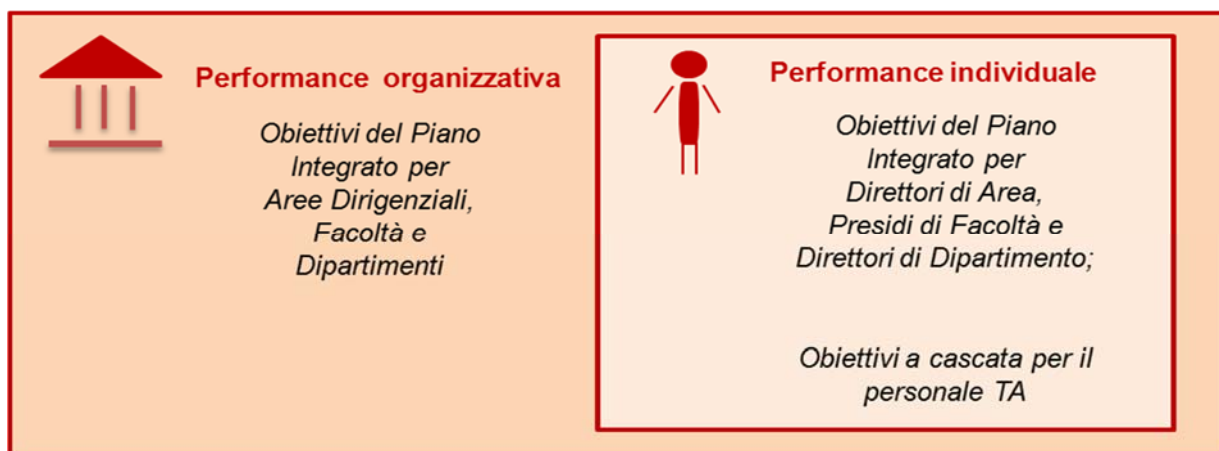 Performance organizzativa
Obiettivi del Piano
Integrato per
Aree Dirigenziali,
Facoltà e
Dipartimenti
Performance individuale
Obiettivi del Piano
Integrato per
Direttori di Area,
Presidi di Facoltà e
Direttori di Dipartimento;
Obiettivi a cascata per il
personale TA